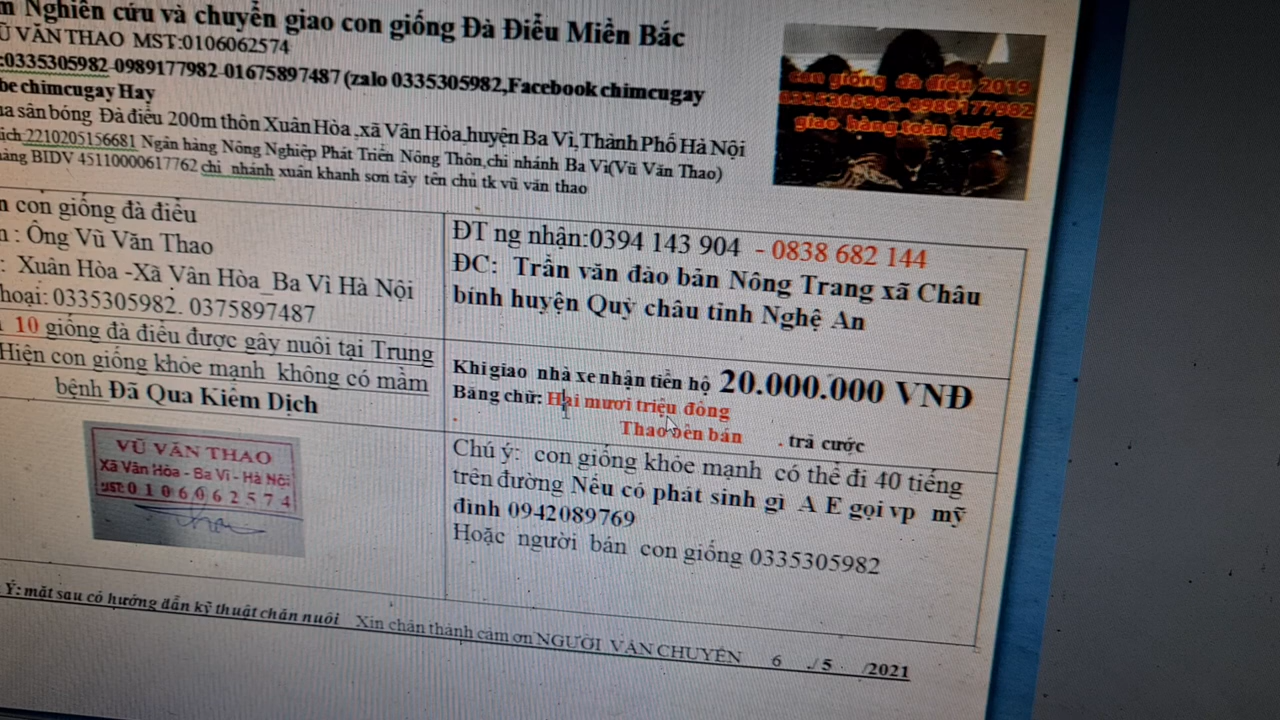 m Nghiên cứu và chuyển giao con giống Đà Điểu Miền Bắc
Ũ VĂN THAO MST:0106062574
:0335305982-0989177982-01675897487 (zalo 0335305982,Facebook chimcugay
be chimcugay Hay
ua sân bóng Đà điểu 200m thôn Xuân Hòa ,xã Vân Hòa,huyện Ba Vì,Thành Phố Hà Nội
ịch:2210205156681 Ngân hàng Nông Nghiệp Phát Triển Nông Thôn,chi nhánh Ba Vì(Vũ Văn Thao)
hàng BIDV 45110000617762 chi nhánh xuân khanh sơn tây tên chủ tk vũ văn thao
con giống đà điểu 2019
0335305982-0989177982
giao hàng toàn quốc
n con giống đà điểu
n : Ông Vũ Văn Thao
: Xuân Hòa -Xã Vân Hòa Ba Vì Hà Nội
hoại: 0335305982. 0375897487
10 giống đà điểu được gây nuôi tại Trung
Hiện con giống khỏe mạnh không có mầm
bệnh Đã Qua Kiểm Dịch
ĐT ng nhận:0394 143 904 - 0838 682 144
ĐC: Trần văn đào bản Nông Trang xã Châu
bính huyện Quỳ châu tỉnh Nghệ An
Khi giao nhà xe nhận tiền hộ 20.000.000 VNĐ
Bằng chữ: Hai mươi triệu đồng
Thao bên bán . trả cước
VŨ VĂN THAO
Xã Vân Hòa - Ba Vì - Hà Nội
MST: 0106062574
Chú ý: con giống khỏe mạnh có thể đi 40 tiếng
trên đường Nếu có phát sinh gì A E gọi vp mỹ
đình 0942089769
Hoặc người bán con giống 0335305982
Ý: mặt sau có hướng dẫn kỹ thuật chăn nuôi Xin chân thành cảm ơn NGƯỜI VẬN CHUYỂN 6 /5 /2021